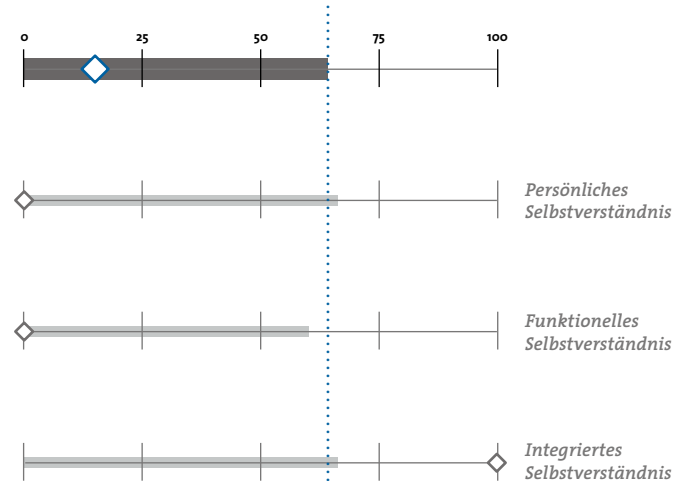 0 25 50 75 100
Persönliches
Selbstverständnis
Funktionelles
Selbstverständnis
Integriertes
Selbstverständnis